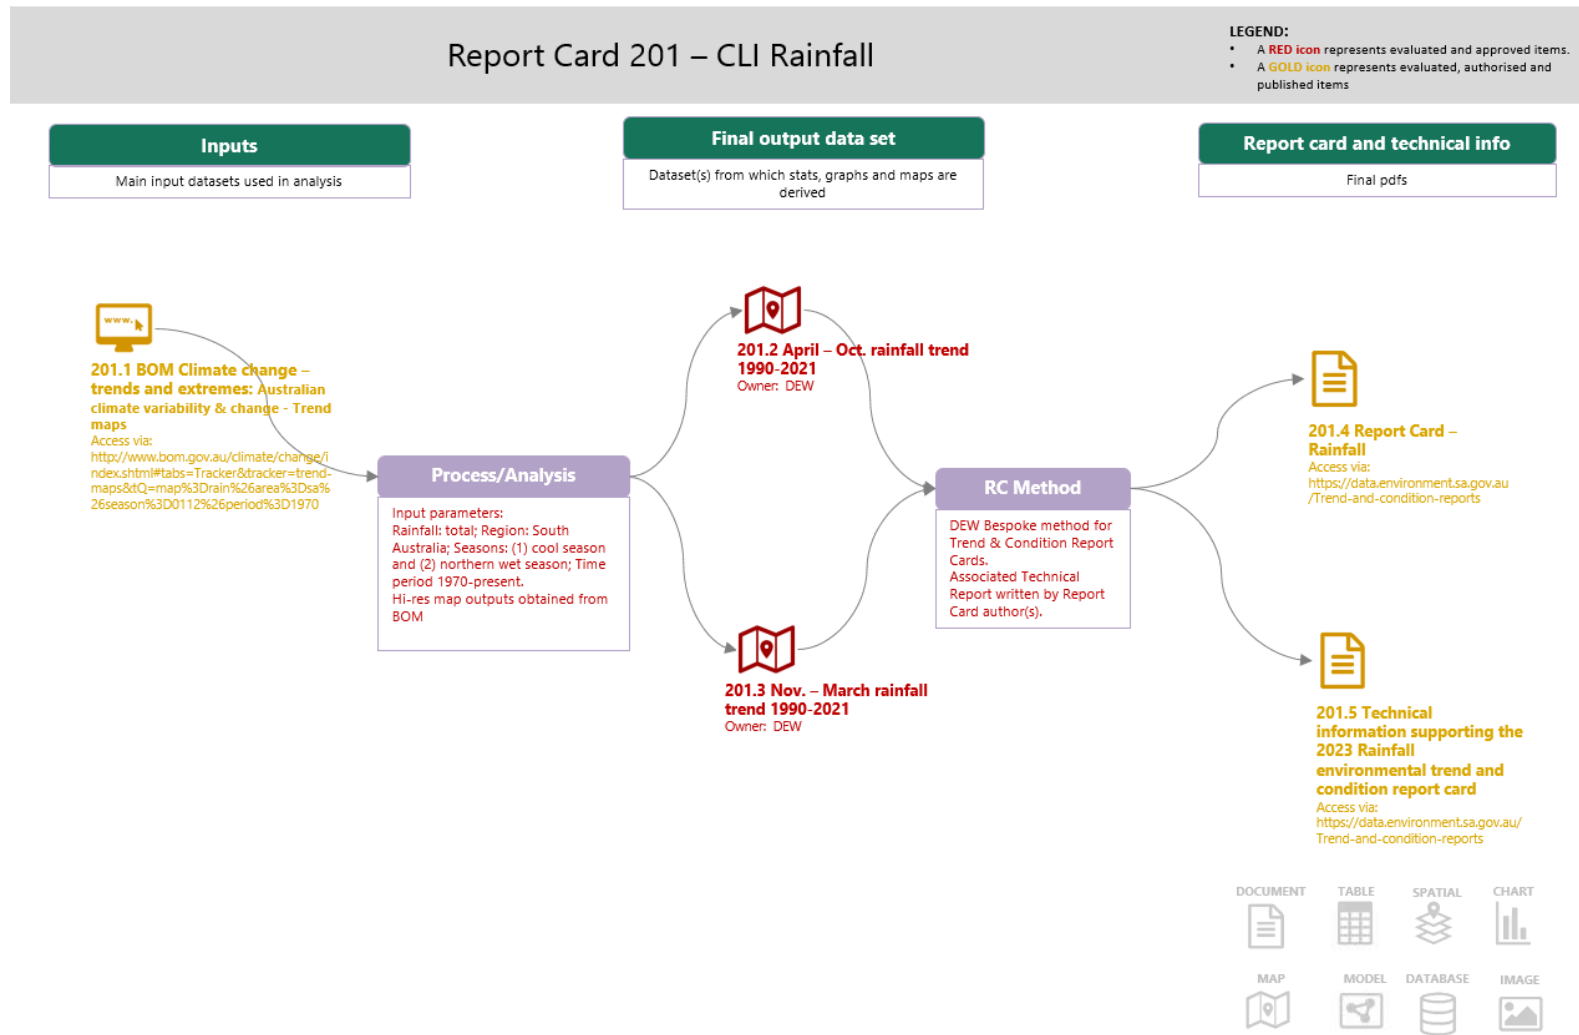 Report Card 201 – CLI Rainfall
LEGEND:
• A RED icon represents evaluated and approved items.
• A GOLD icon represents evaluated, authorised and
published items
Inputs
Main input datasets used in analysis
Final output data set
Dataset(s) from which stats, graphs and maps are
derived
Report card and technical info
Final pdfs
www.
201.1 BOM Climate change –
trends and extremes: Australian
climate variability & change - Trend
maps
Access via:
http://www.bom.gov.au/climate/change/i
ndex.shtml#tabs=Tracker&tracker=trend-
maps&tQ=map%3Drain%26area%3Dsa%
26season%3D0112%26period%3D1970
Process/Analysis
Input parameters:
Rainfall: total; Region: South
Australia; Seasons: (1) cool season
and (2) northern wet season; Time
period 1970-present.
Hi-res map outputs obtained from
BOM
201.2 April – Oct. rainfall trend
1990-2021
Owner: DEW
201.3 Nov. – March rainfall
trend 1990-2021
Owner: DEW
RC Method
DEW Bespoke method for
Trend & Condition Report
Cards.
Associated Technical
Report written by Report
Card author(s).
201.4 Report Card –
Rainfall
Access via:
https://data.environment.sa.gov.au
/Trend-and-condition-reports
201.5 Technical
information supporting the
2023 Rainfall
environmental trend and
condition report card
Access via:
https://data.environment.sa.gov.au/
Trend-and-condition-reports
DOCUMENT TABLE SPATIAL CHART
MAP MODEL DATABASE IMAGE